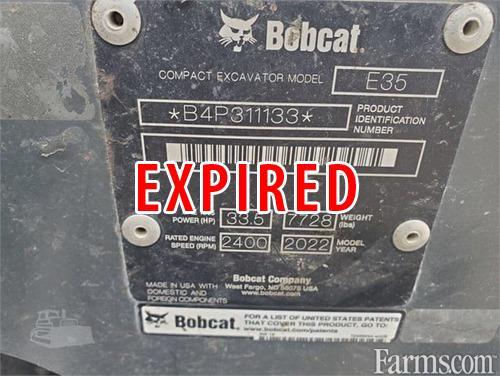 Bobcat
COMPACT EXCAVATOR MODEL E35
*B4P311133* PRODUCT IDENTIFICATION NUMBER
EXPIRED
POWER (HP) 33.5 7728 WEIGHT (lbs)
RATED ENGINE SPEED (RPM) 2400 2022 MODEL YEAR
Bobcat Company
West Fargo, ND 58078 USA
www.bobcat.com
MADE IN USA WITH
DOMESTIC AND
FOREIGN COMPONENTS
Bobcat. FOR A LIST OF UNITED STATES PATENTS
THAT COVER THIS PRODUCT, GO TO:
www.bobcat.com/patents
Farms.com